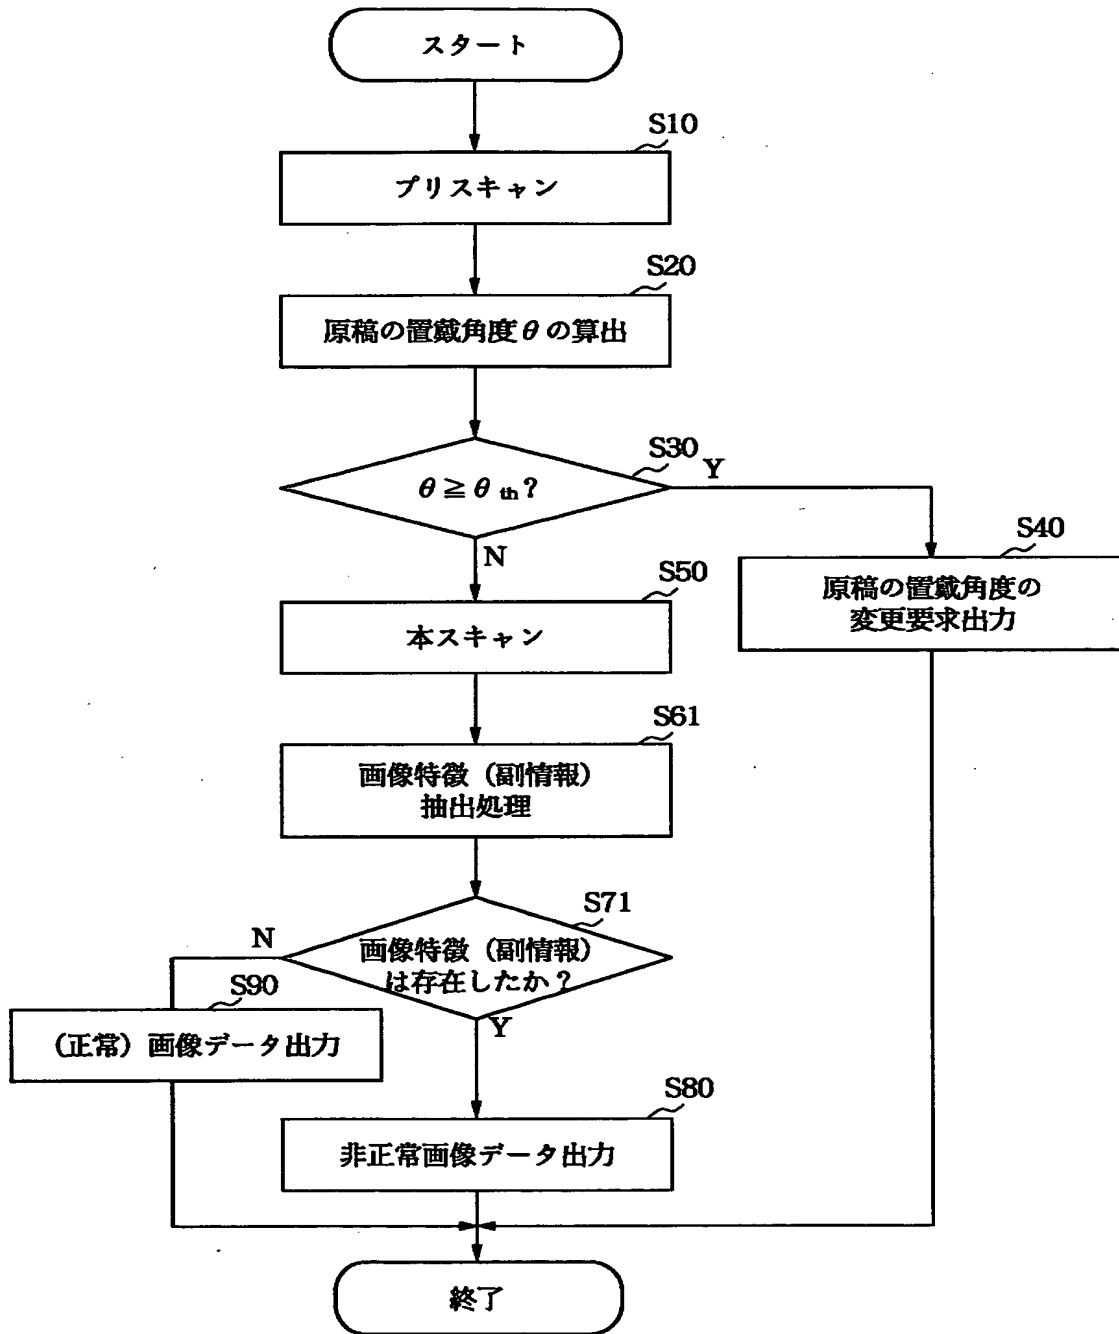 スタート
S10
プリスキャン
S20
原稿の置戴角度θの算出
S30
θ≧θth?
Y
N
S40
原稿の置戴角度の
変更要求出力
S50
本スキャン
S61
画像特徴(副情報)
抽出処理
S71
画像特徴(副情報)
は存在したか?
N
Y
S90
(正常)画像データ出力
S80
非正常画像データ出力
終了